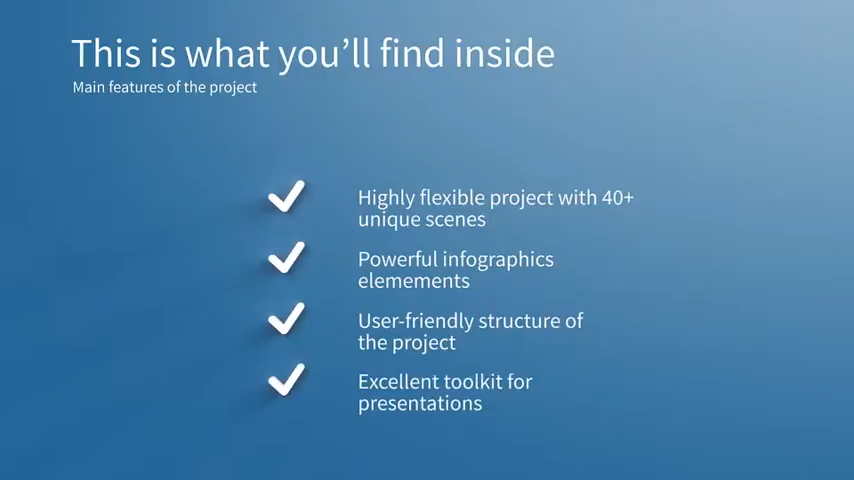 This is what you’ll find inside
Main features of the project
Highly flexible project with 40+
unique scenes
Powerful infographics
elemements
User-friendly structure of
the project
Excellent toolkit for
presentations